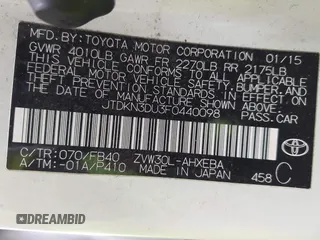 MFD.BY:TOYOTA MOTOR CORPORATION 01/15
GVWR 4010LB GAWR FR 2270LB RR 2175LB
THIS VEHICLE CONFORMS TO ALL APPLICABLE
FEDERAL MOTOR VEHICLE SAFETY, BUMPER, AND
THEFT PREVENTION STANDARDS IN EFFECT ON
THE DATE OF MANUFACTURE SHOWN ABOVE.
JTDKN3DU3F0440098 PASS.CAR
C/TR:070/FB40 ZVW30L-AHXEBA
A/TM:-01A/P410 MADE IN JAPAN 458 C
DREAMBID
DREAMBID.COM